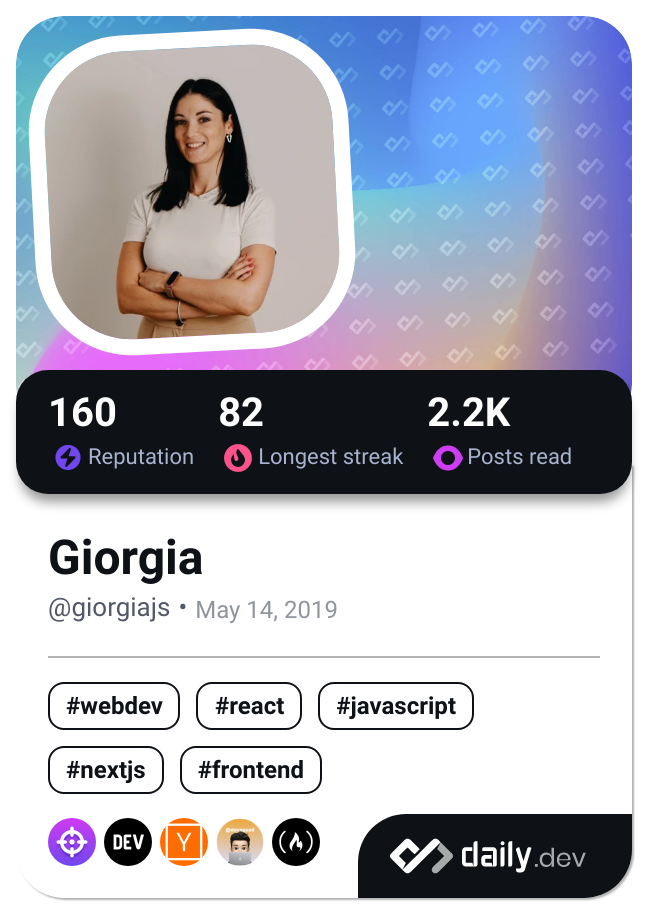 160 82 2.2K
Reputation Longest streak Posts read
Giorgia
@giorgiajs • May 14, 2019
#webdev #react #javascript
#nextjs #frontend
DEV Y
daily.dev